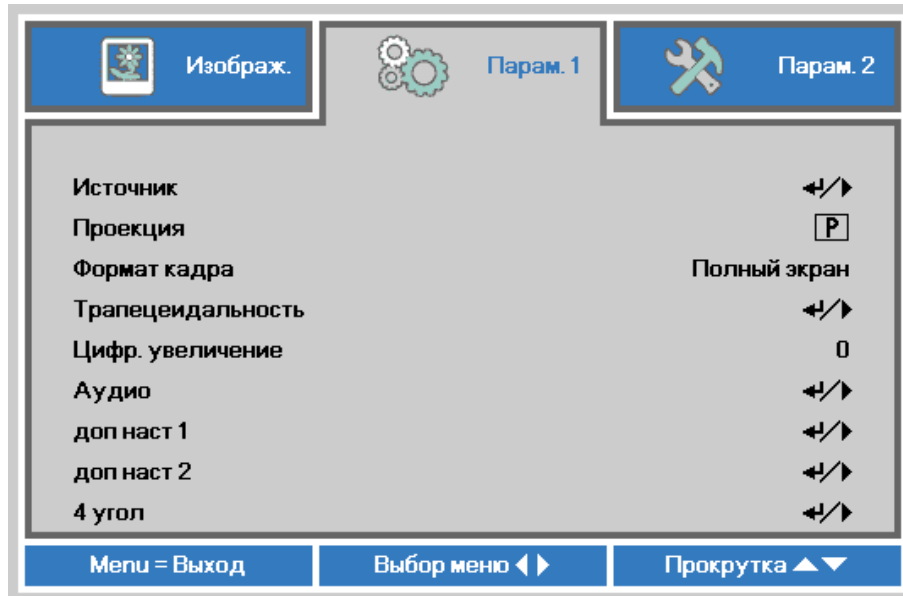 Изображ. Парам. 1 Парам. 2
Источник ↵/▶
Проекция P
Формат кадра Полный экран
Трапецеидальность ↵/▶
Цифр. увеличение 0
Аудио ↵/▶
доп наст 1 ↵/▶
доп наст 2 ↵/▶
4 угол ↵/▶
Menu = Выход Выбор меню ◀ ▶ Прокрутка ▲▼